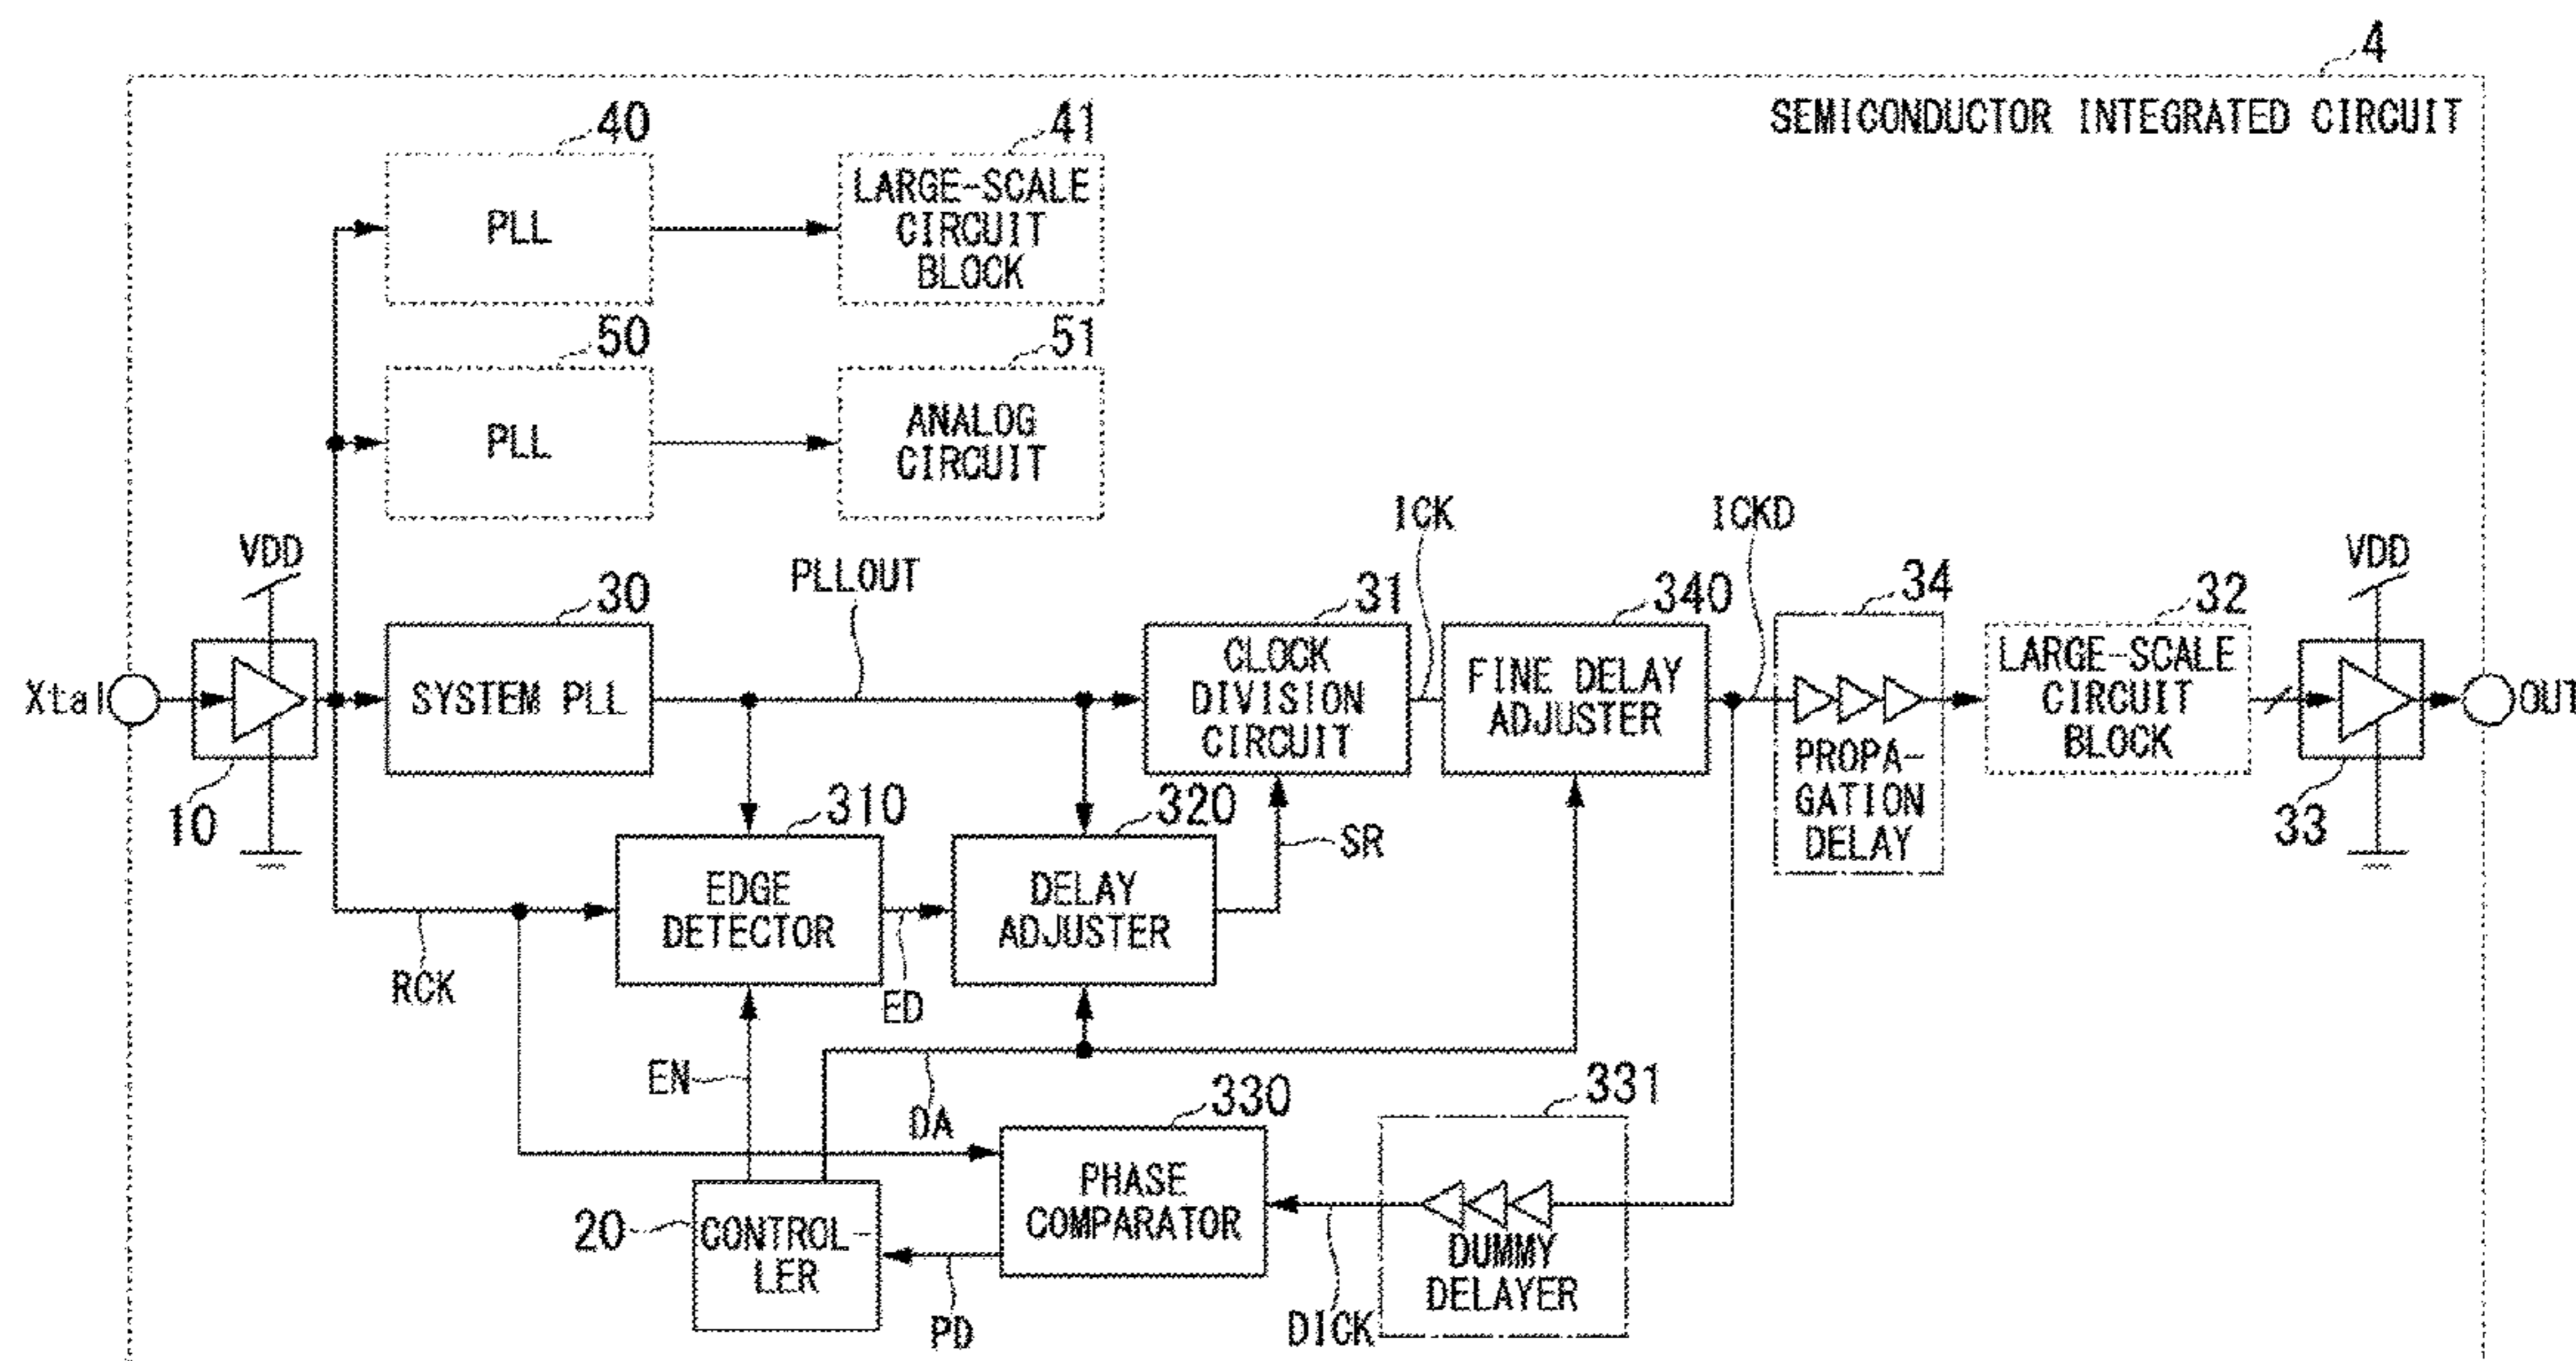 4
SEMICONDUCTOR INTEGRATED CIRCUIT
40
PLL
41
LARGE-SCALE
CIRCUIT
BLOCK
50
PLL
51
ANALOG
CIRCUIT
Xtal
VDD
10
30
SYSTEM PLL
PLLOUT
31
CLOCK
DIVISION
CIRCUIT
ICK
340
FINE DELAY
ADJUSTER
ICKD
34
PROPA-
GATION
DELAY
32
LARGE-SCALE
CIRCUIT
BLOCK
VDD
33
OUT
RCK
310
EDGE
DETECTOR
ED
320
DELAY
ADJUSTER
SR
EN
DA
20
CONTROL-
LER
PD
330
PHASE
COMPARATOR
DICK
331
DUMMY
DELAYER